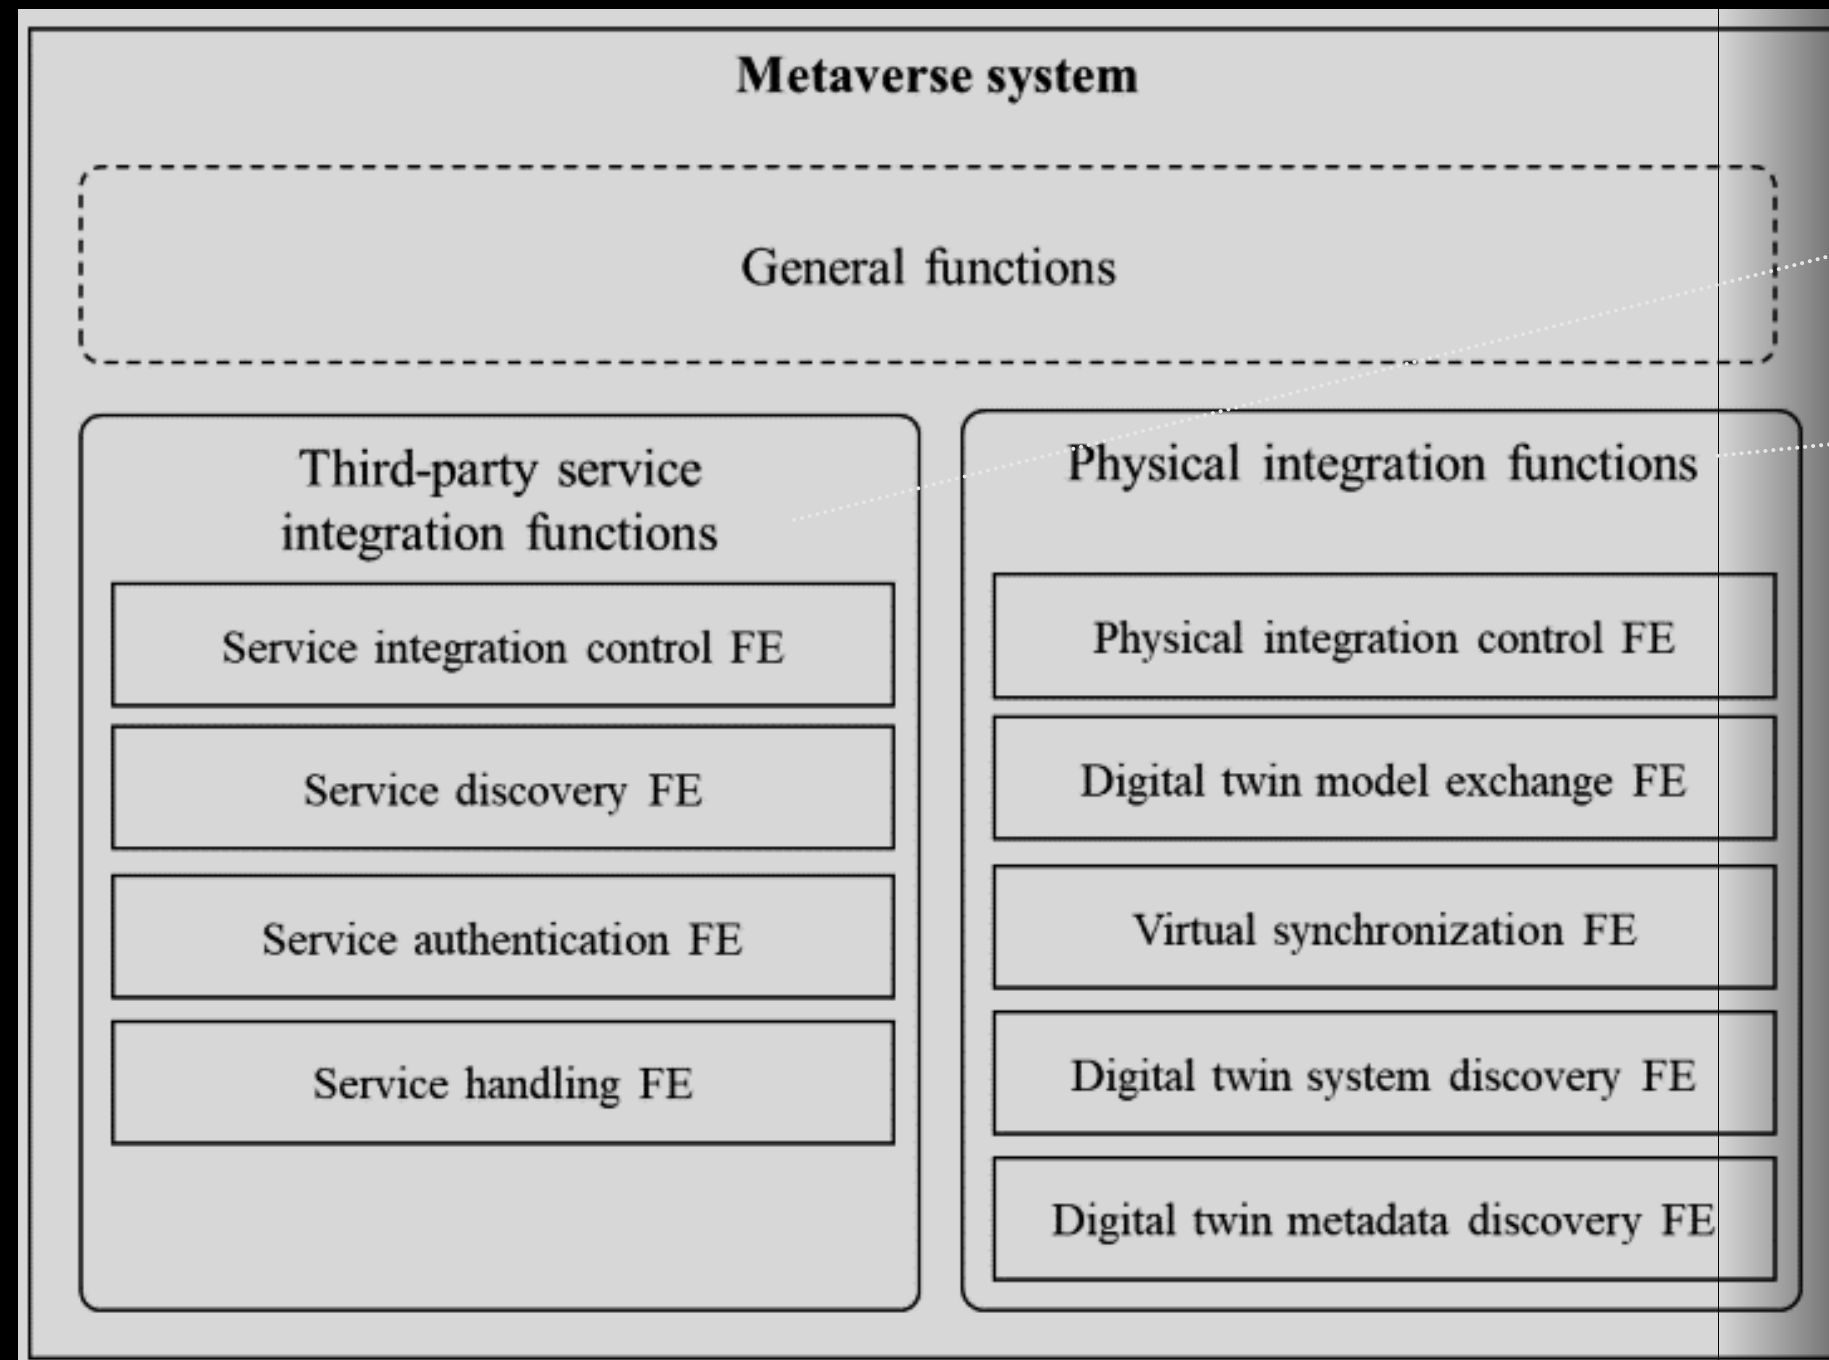 Metaverse system
General functions
Third-party service
integration functions
Service integration control FE
Service discovery FE
Service authentication FE
Service handling FE
Physical integration functions
Physical integration control FE
Digital twin model exchange FE
Virtual synchronization FE
Digital twin system discovery FE
Digital twin metadata discovery FE